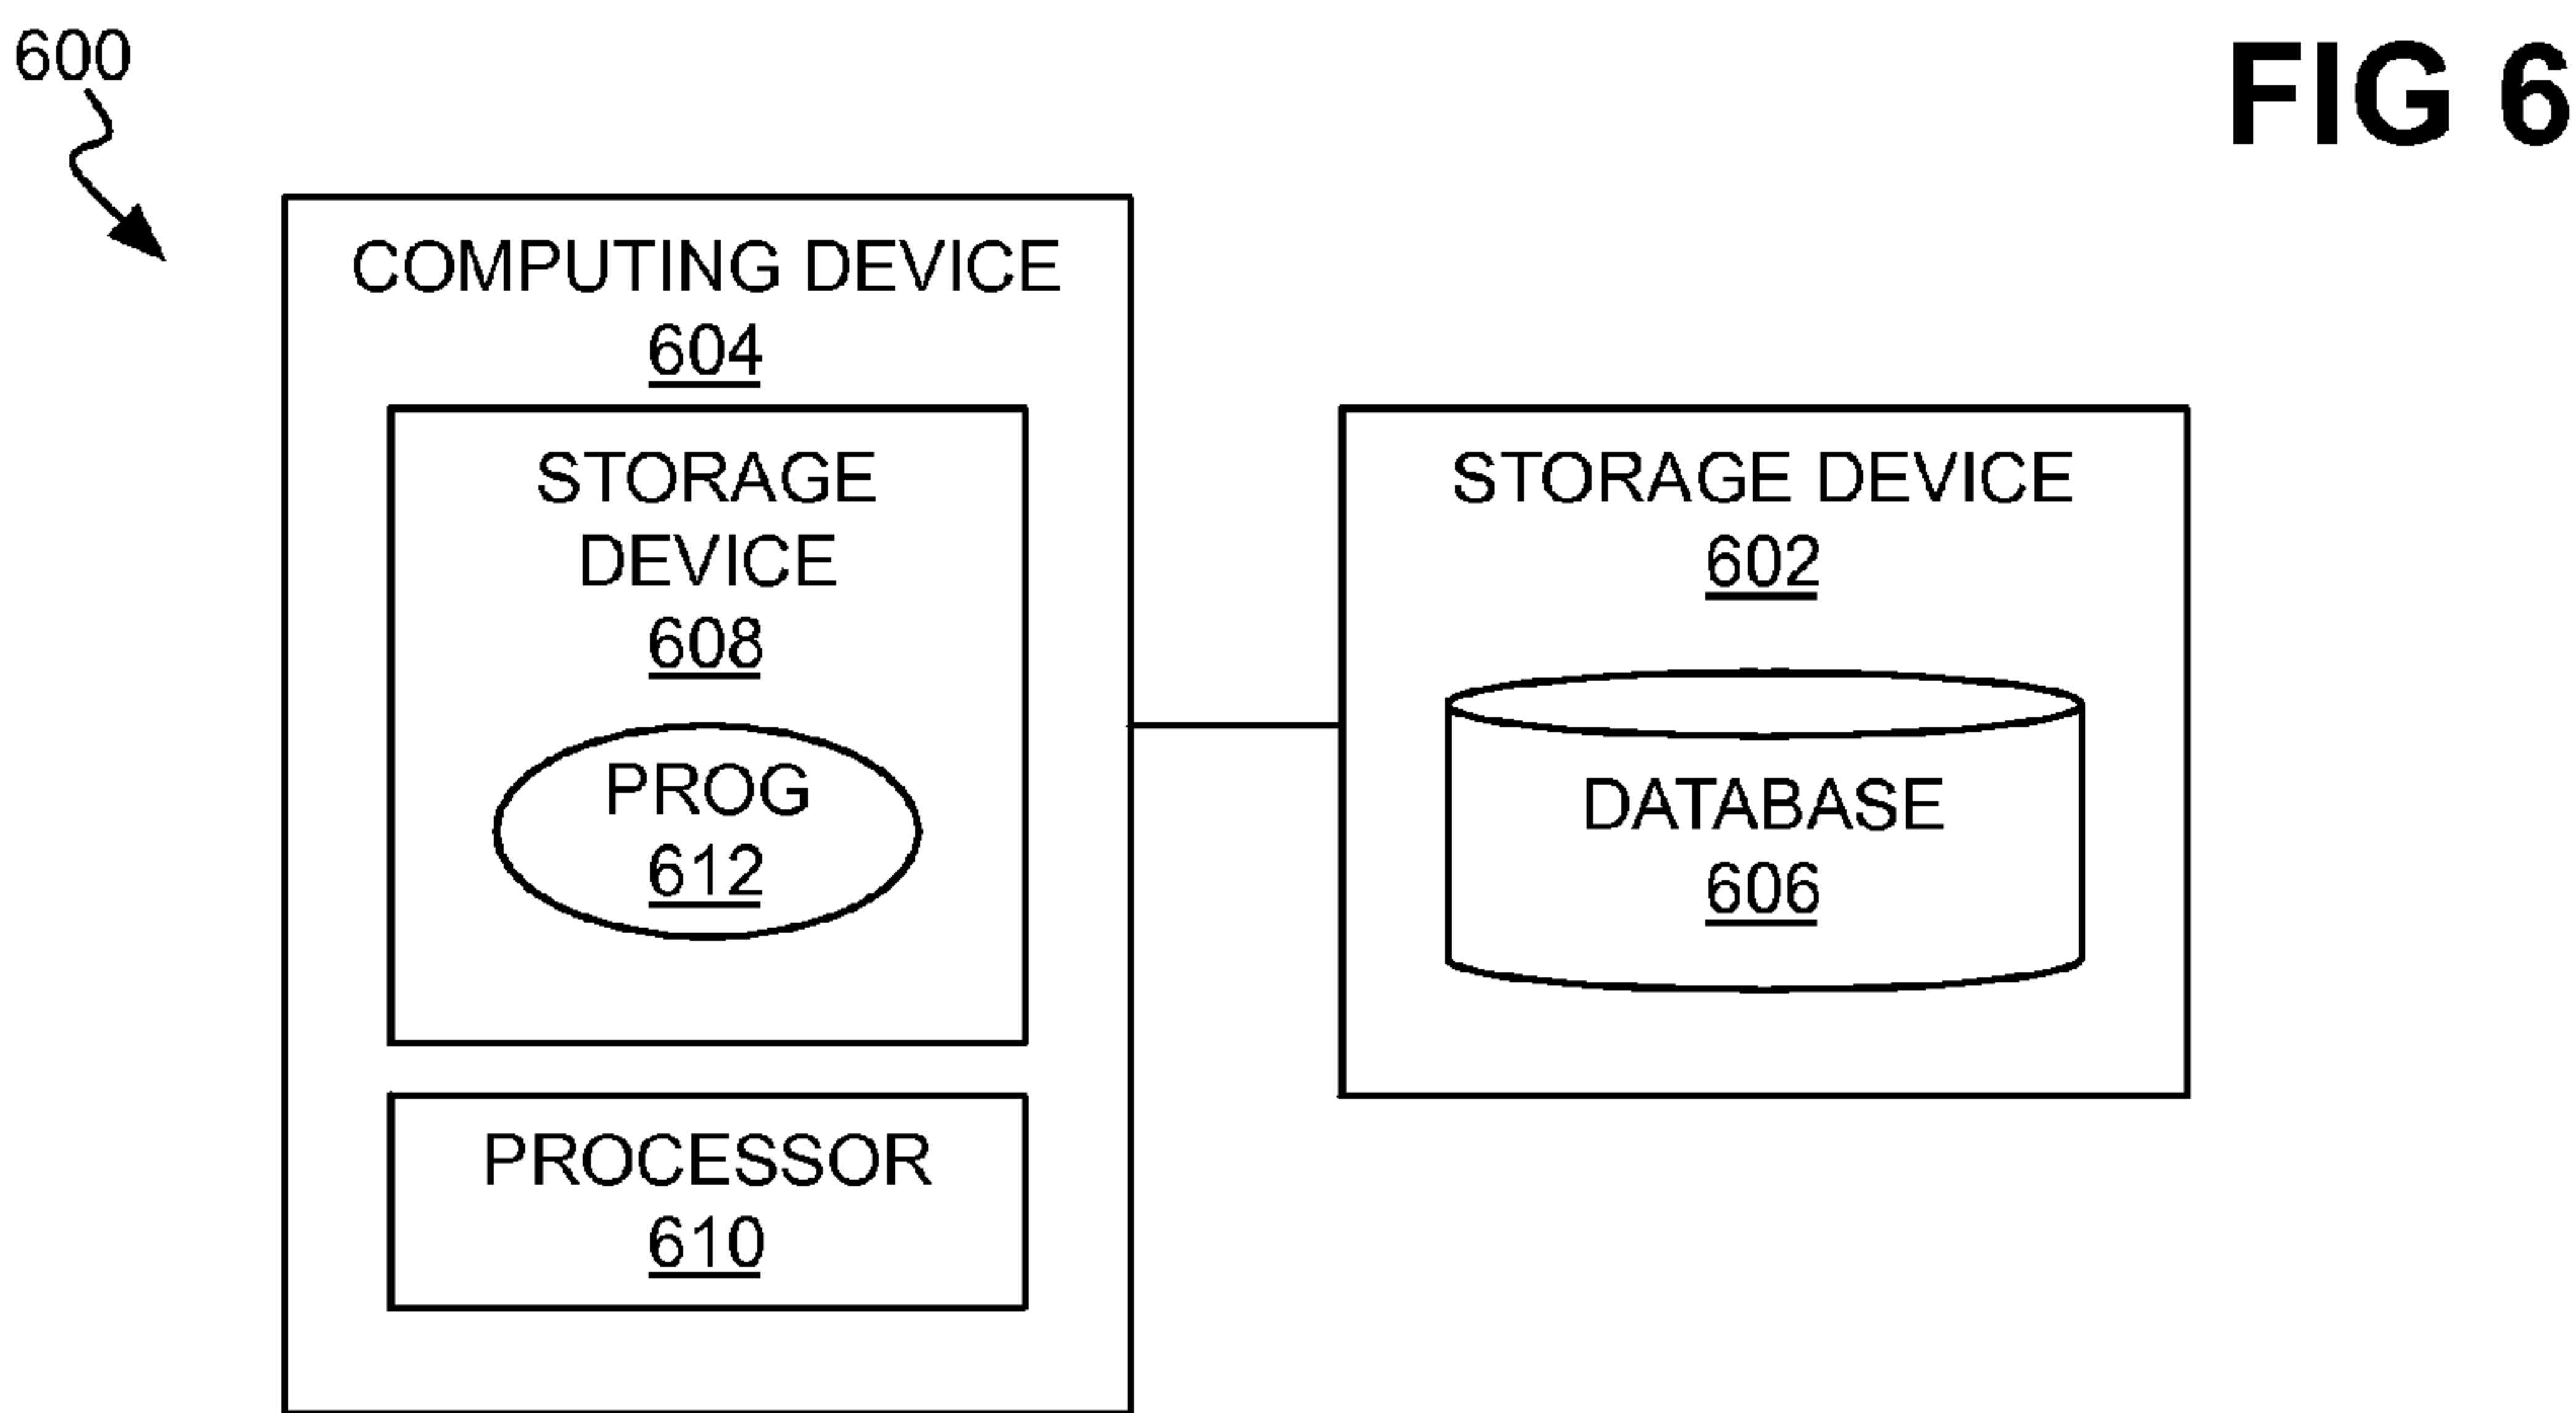 600
FIG 6
COMPUTING DEVICE
604
STORAGE
DEVICE
608
PROG
612
PROCESSOR
610
STORAGE DEVICE
602
DATABASE
606